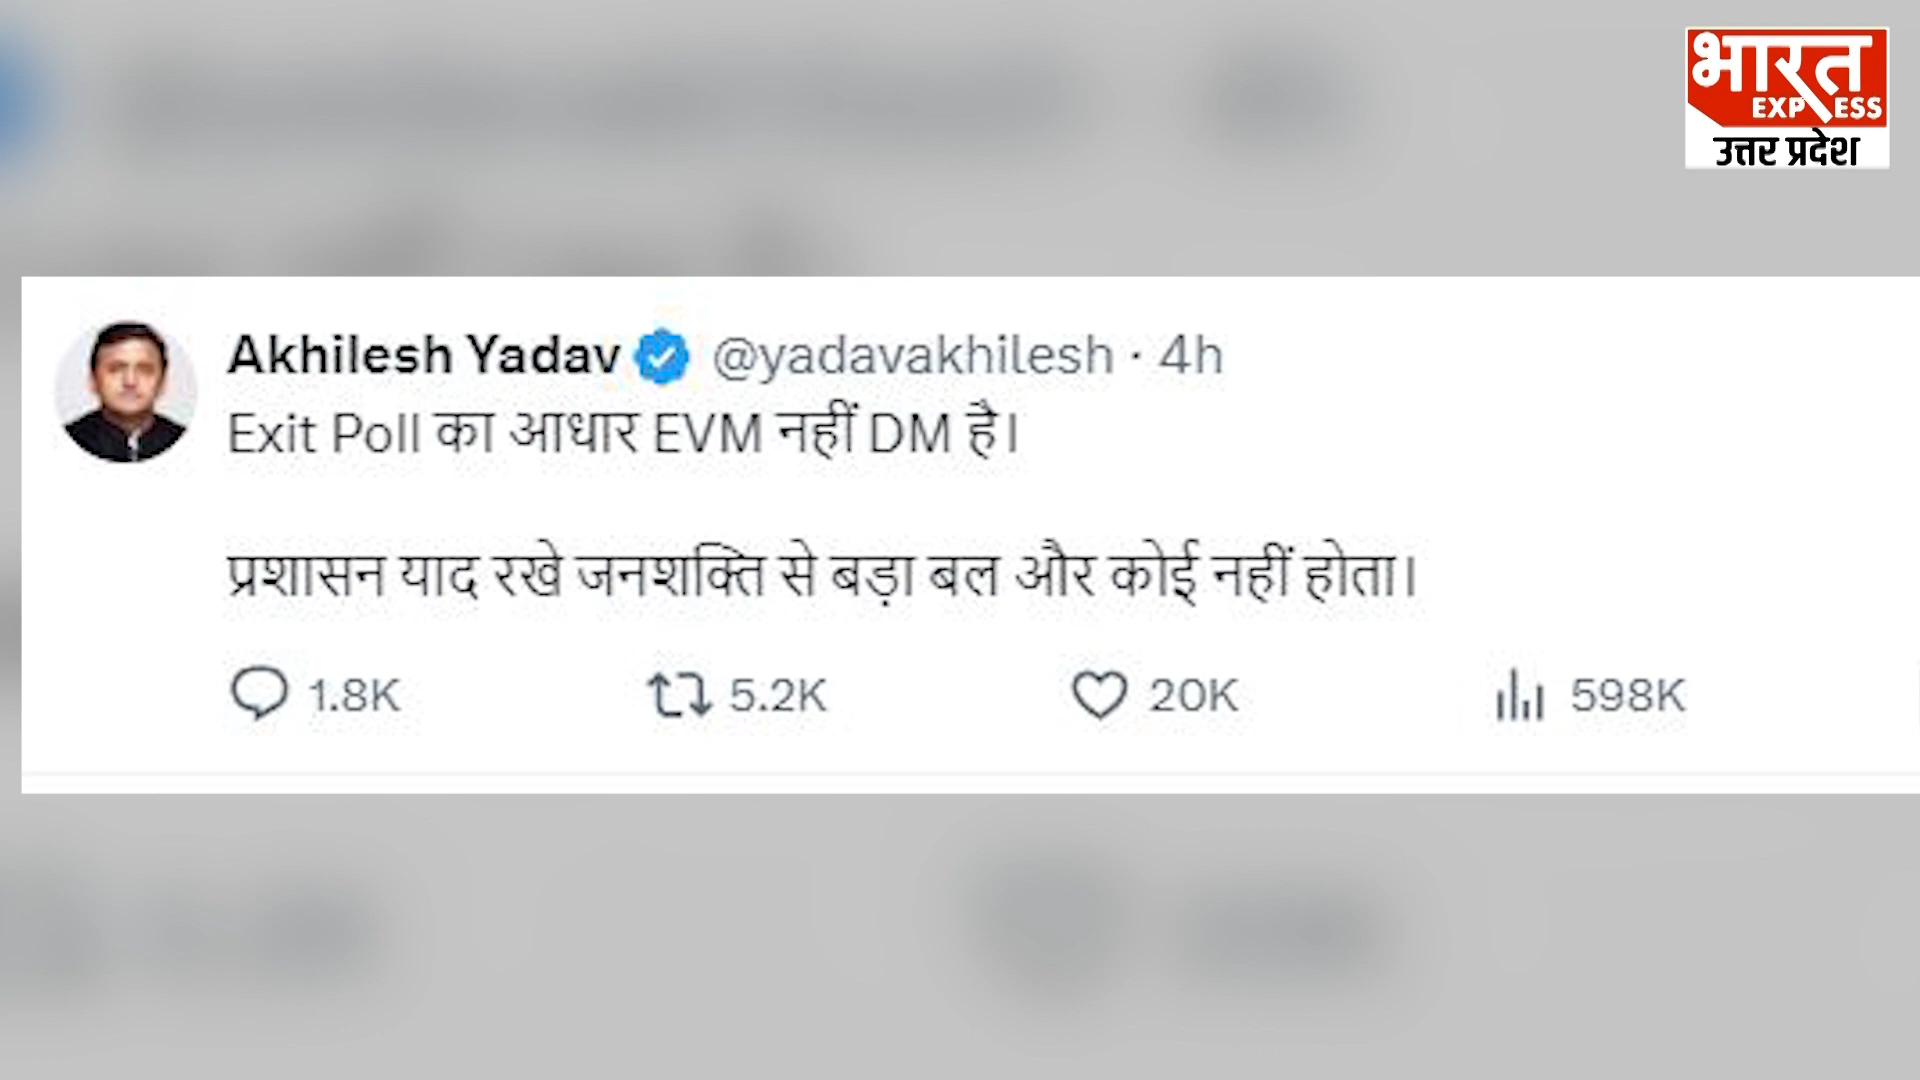 भारत
EXPRESS
उत्तर प्रदेश
Akhilesh Yadav @yadavakhilesh · 4h
Exit Poll का आधार EVM नहीं DM है।
प्रशासन याद रखे जनशक्ति से बड़ा बल और कोई नहीं होता।
1.8K 5.2K 20K 598K